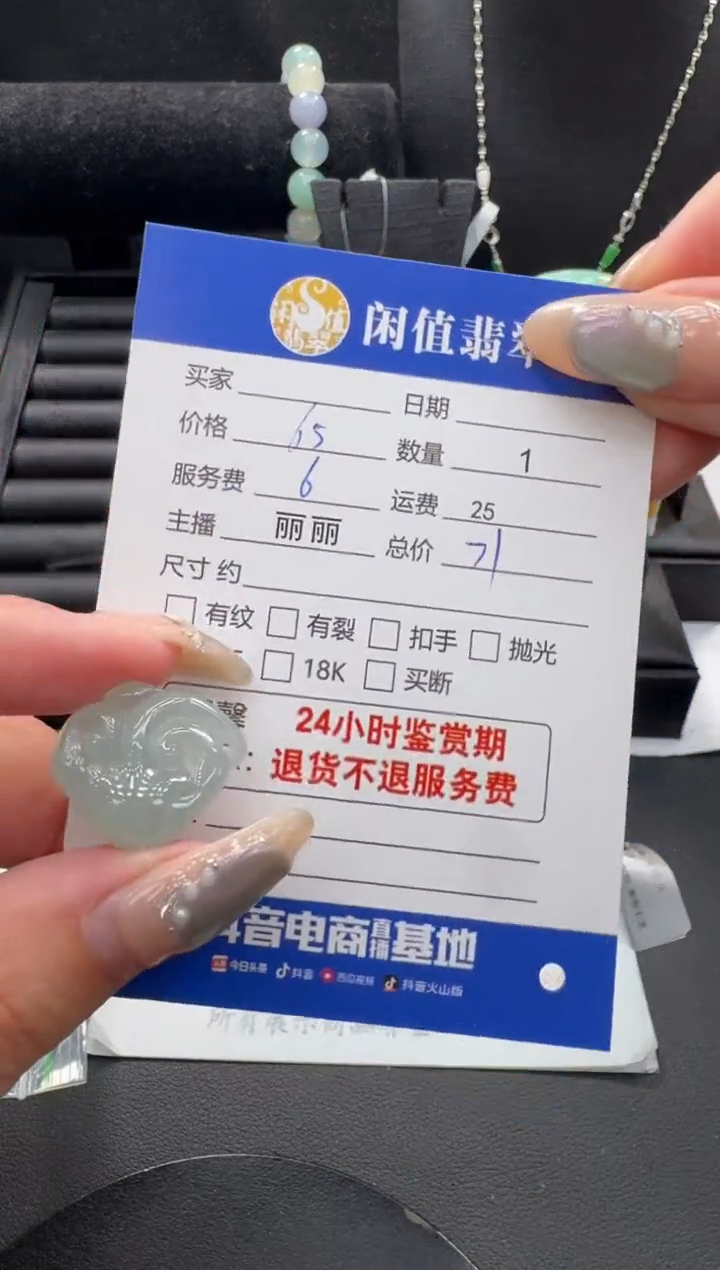 闲值翡翠
买家 日期
价格 65 数量 1
服务费 6 运费 25
主播 丽丽 总价 71
尺寸约
有纹 有裂 扣手 抛光
18K 买断
馨 24小时鉴赏期
: 退货不退服务费
抖音电商直播基地
今日头条 抖音 西瓜视频 抖音火山版